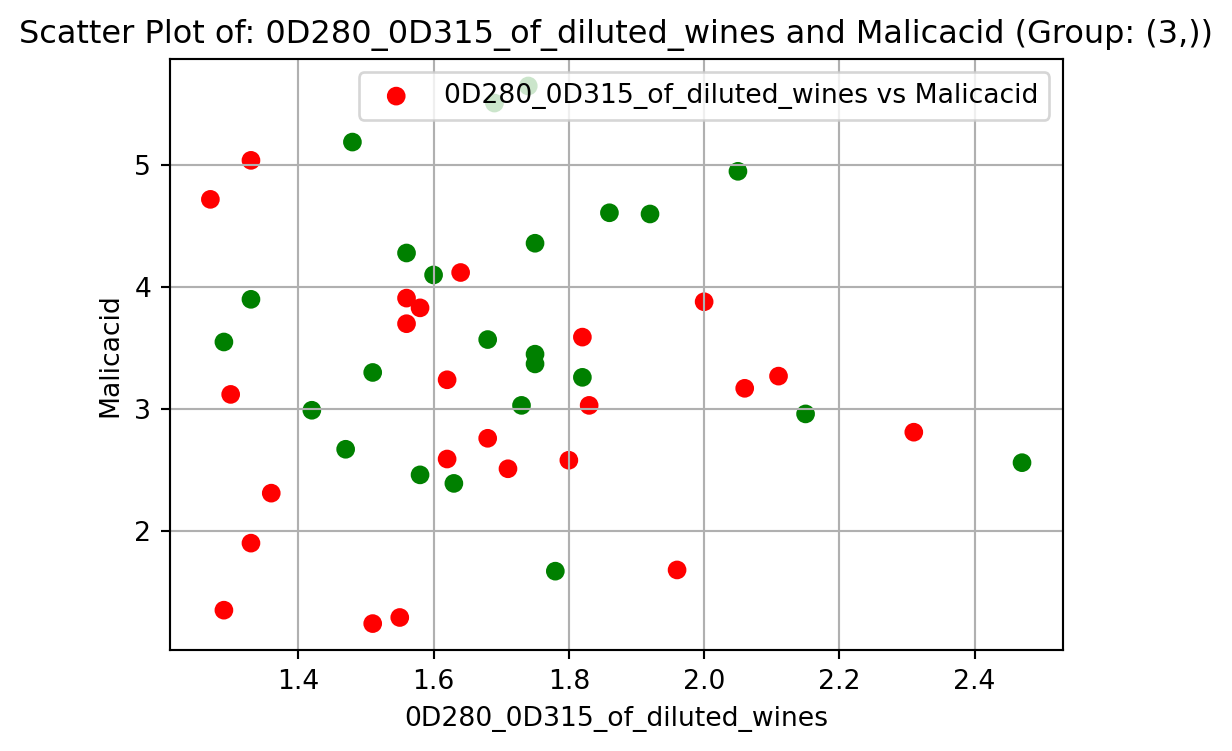 Scatter Plot of: 0D280_0D315_of_diluted_wines and Malicacid (Group: (3,))
0D280_0D315_of_diluted_wines vs Malicacid
5
4
3
2
Malicacid
1.4 1.6 1.8 2.0 2.2 2.4
0D280_0D315_of_diluted_wines